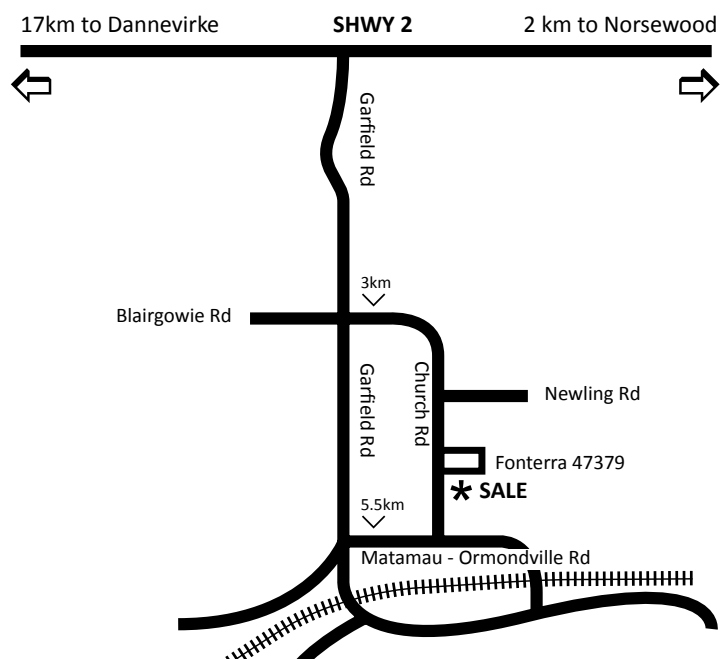 17km to Dannevirke
SHWY 2
2 km to Norsewood
Garfield Rd
3km
Blairgowie Rd
Garfield Rd
Church Rd
Newling Rd
Fonterra 47379
* SALE
5.5km
Matamau - Ormondville Rd